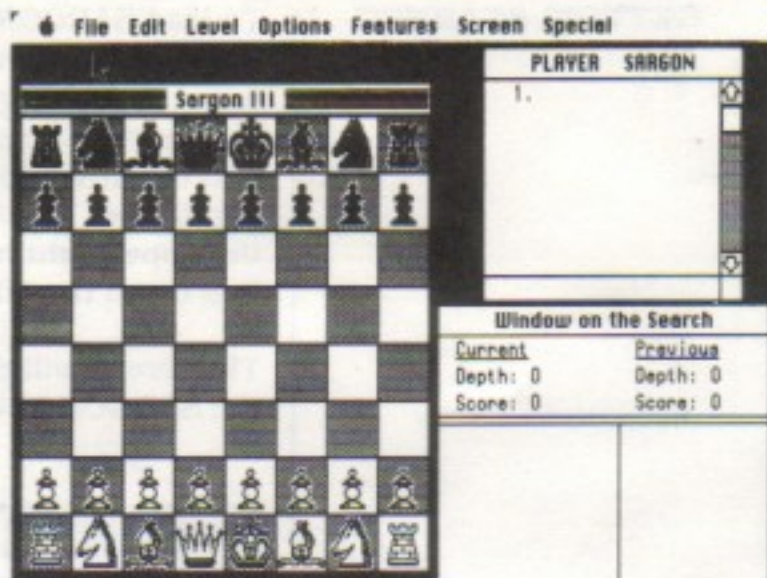 File Edit Level Options Features Screen Special
PLAYER SARGON
1.
Sargon III
Window on the Search
Current Previous
Depth: 0 Depth: 0
Score: 0 Score: 0